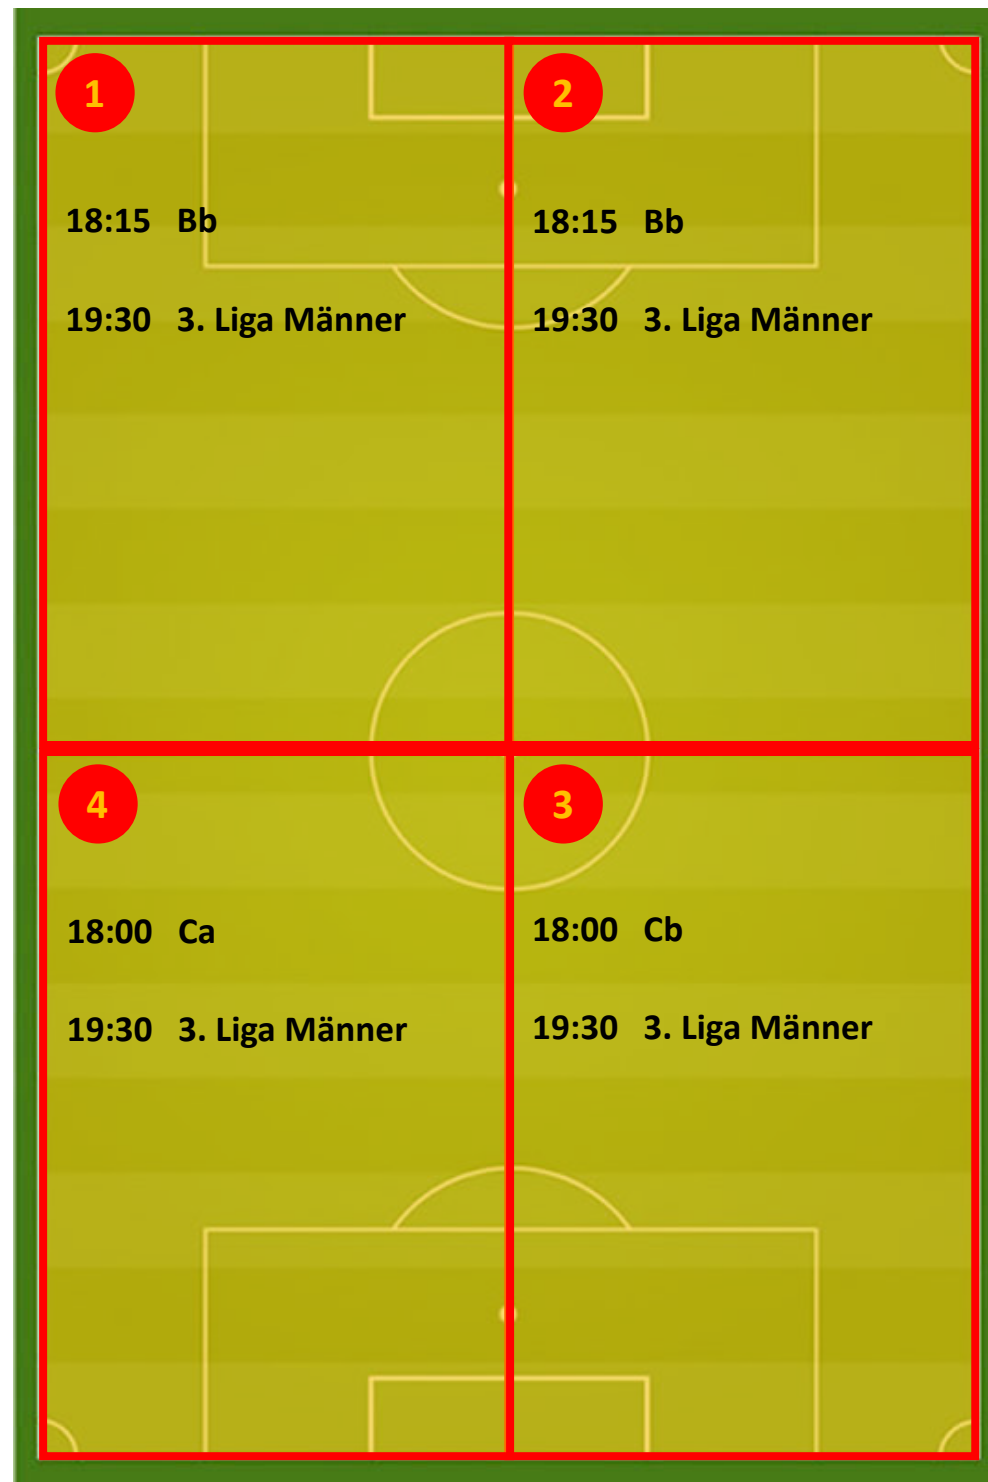 1
18:15 Bb
19:30 3. Liga Männer
2
18:15 Bb
19:30 3. Liga Männer
4
18:00 Ca
19:30 3. Liga Männer
3
18:00 Cb
19:30 3. Liga Männer